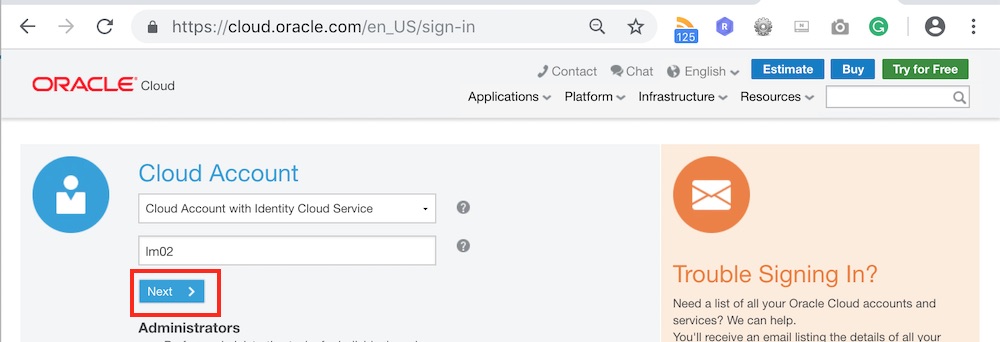 https://cloud.oracle.com/en_US/sign-in
125
R
N
G
ORACLE Cloud
Contact Chat English Estimate Buy Try for Free
Applications Platform Infrastructure Resources
Cloud Account
Cloud Account with Identity Cloud Service
?
lm02
?
Next
Administrators
Trouble Signing In?
Need a list of all your Oracle Cloud accounts and
services? We can help.
You'll receive an email listing the details of all your